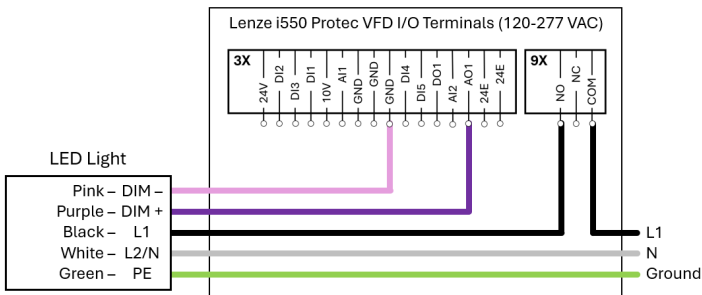 Lenze i550 Protec VFD I/O Terminals (120-277 VAC)
3X
24V
DI2
DI3
DI1
10V
AI1
GND
GND
GND
DI4
DI5
DO1
AI2
AO1
24E
24E
9X
NO
NC
COM
LED Light
Pink – DIM –
Purple – DIM +
Black – L1
White – L2/N
Green – PE
L1
N
Ground